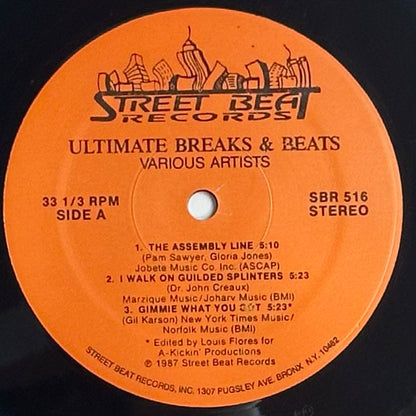 STREET BEAT
RECORDS
ULTIMATE BREAKS & BEATS
VARIOUS ARTISTS
33 1/3 RPM
SIDE A
SBR 516
STEREO
1. THE ASSEMBLY LINE 5:10
(Pam Sawyer, Gloria Jones)
Jobete Music Co. Inc. (ASCAP)
2. I WALK ON GUILDED SPLINTERS 5:23
(Dr. John Creaux)
Marzique Music/Joharv Music (BMI)
3. GIMMIE WHAT YOU GOT 5:23*
(Gil Karson) New York Times Music/
Norfolk Music (BMI)
* Edited by Louis Flores for
A-Kickin' Productions
℗ 1987 Street Beat Records
STREET BEAT RECORDS, INC. 1307 PUGSLEY AVE. BRONX N.Y. 10462